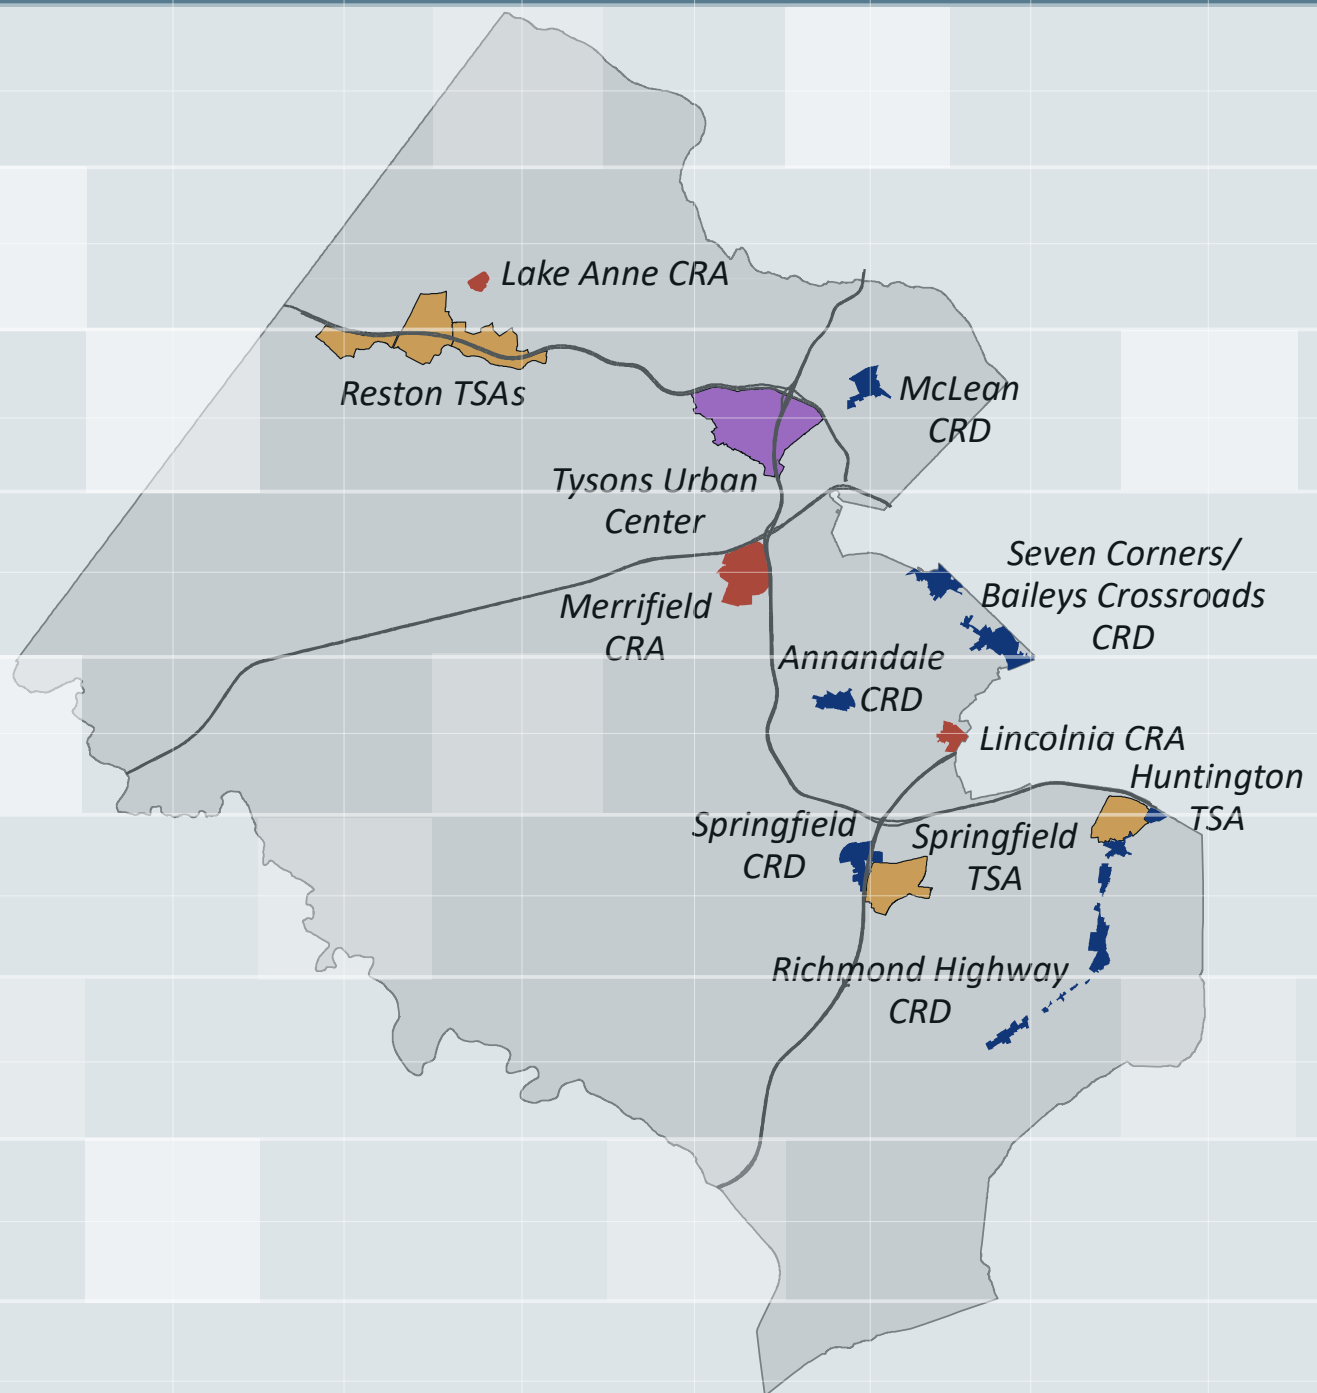 Lake Anne CRA
Reston TSAs
McLean
CRD
Tysons Urban
Center
Seven Corners/
Baileys Crossroads
CRD
Merrifield
CRA
Annandale
CRD
Lincolnia CRA
Huntington
TSA
Springfield
CRD
Springfield
TSA
Richmond Highway
CRD